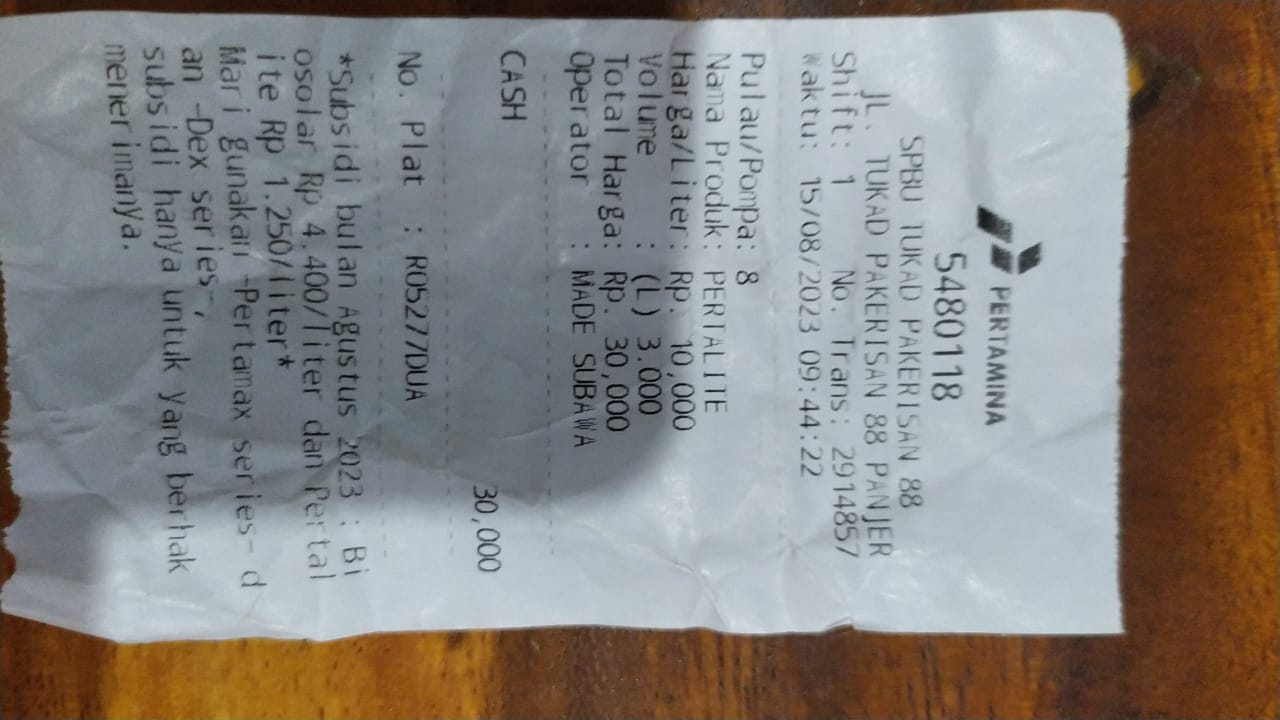 PERTAMINA
5480118
SPBU TUKAD PAKERISAN 88
JL. TUKAD PAKERISAN 88 PANJER
Shift: 1 No. Trans: 2914857
Waktu: 15/08/2023 09:44:22
Pulau/Pompa: 8
Nama Produk: PERTALITE
Harga/Liter: Rp. 10,000
Volume : (L) 3.000
Total Harga: Rp. 30,000
Operator : MADE SUBAWA
CASH
30,000
No. Plat : RO5277DUA
*Subsidi bulan Agustus 2023 : Bi
osolar Rp 4.400/liter dan Pertal
ite Rp 1.250/liter*
Mari gunakan -Pertamax series- d
an -Dex series-,
subsidi hanya untuk yang berhak
menerimanya.